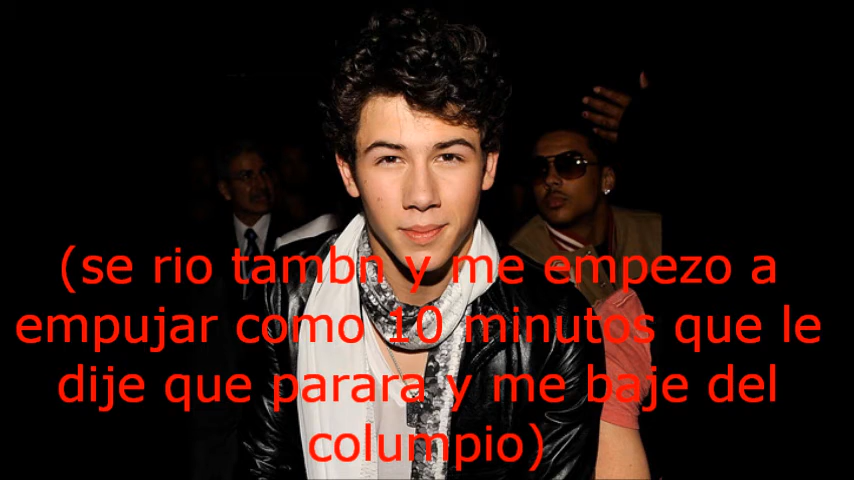 (se rio tambn y me empezo a
empujar como 10 minutos que le
dije que parara y me baje del
columpio)